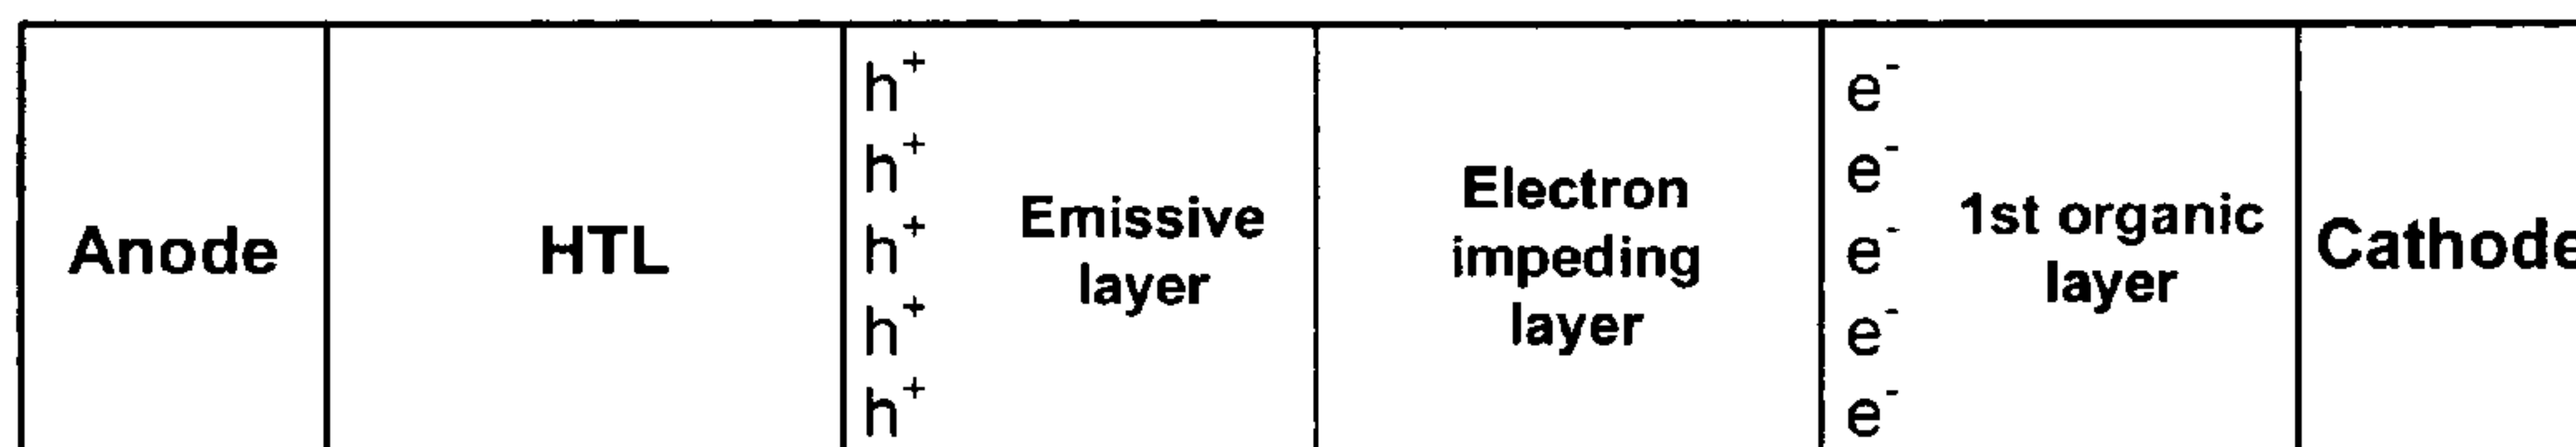 Anode
HTL
h⁺
h⁺
h⁺
h⁺
h⁺
Emissive
layer
Electron
impeding
layer
e⁻
e⁻
e⁻
e⁻
e⁻
1st organic
layer
Cathode